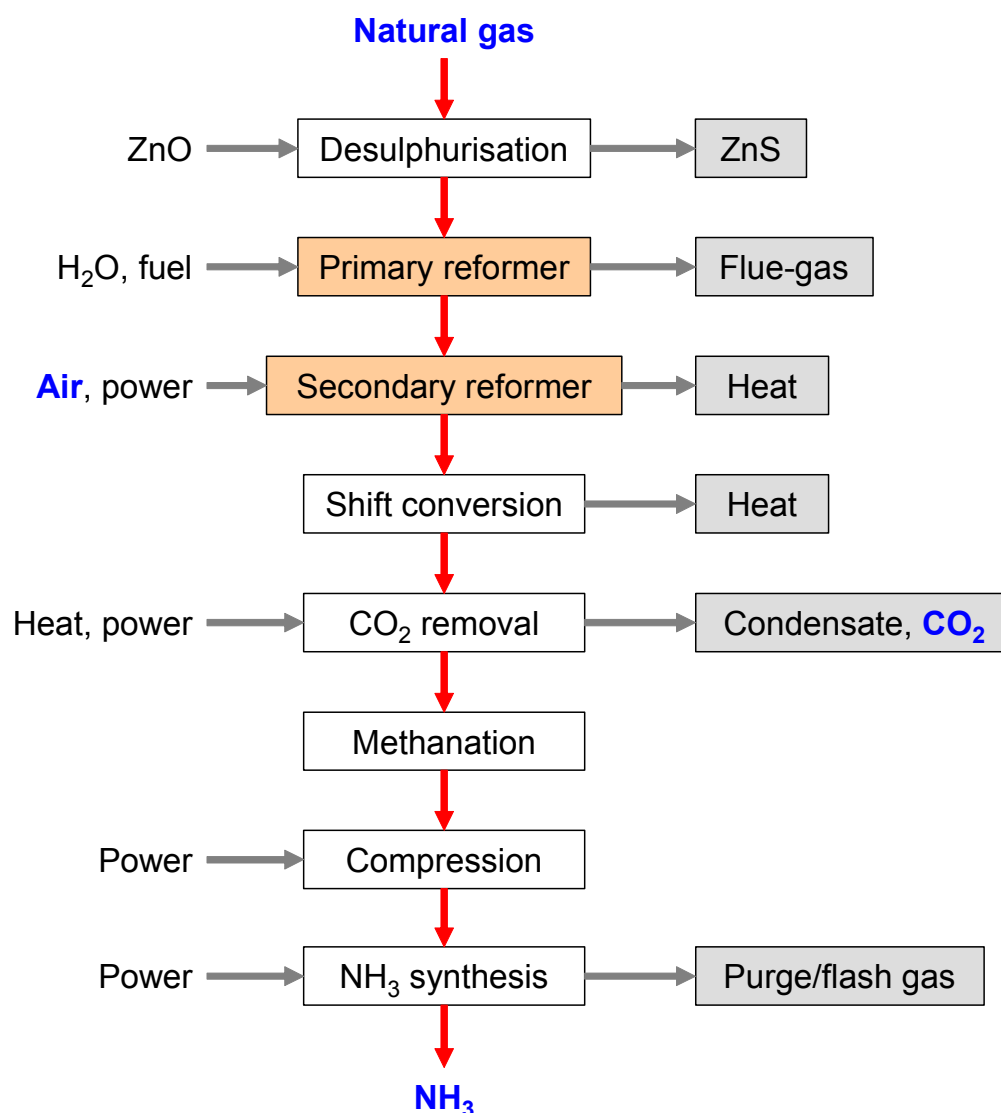 Natural gas
ZnO Desulphurisation ZnS
H₂O, fuel Primary reformer Flue-gas
Air, power Secondary reformer Heat
Shift conversion Heat
Heat, power CO₂ removal Condensate, CO₂
Methanation
Power Compression
Power NH₃ synthesis Purge/flash gas
NH₃